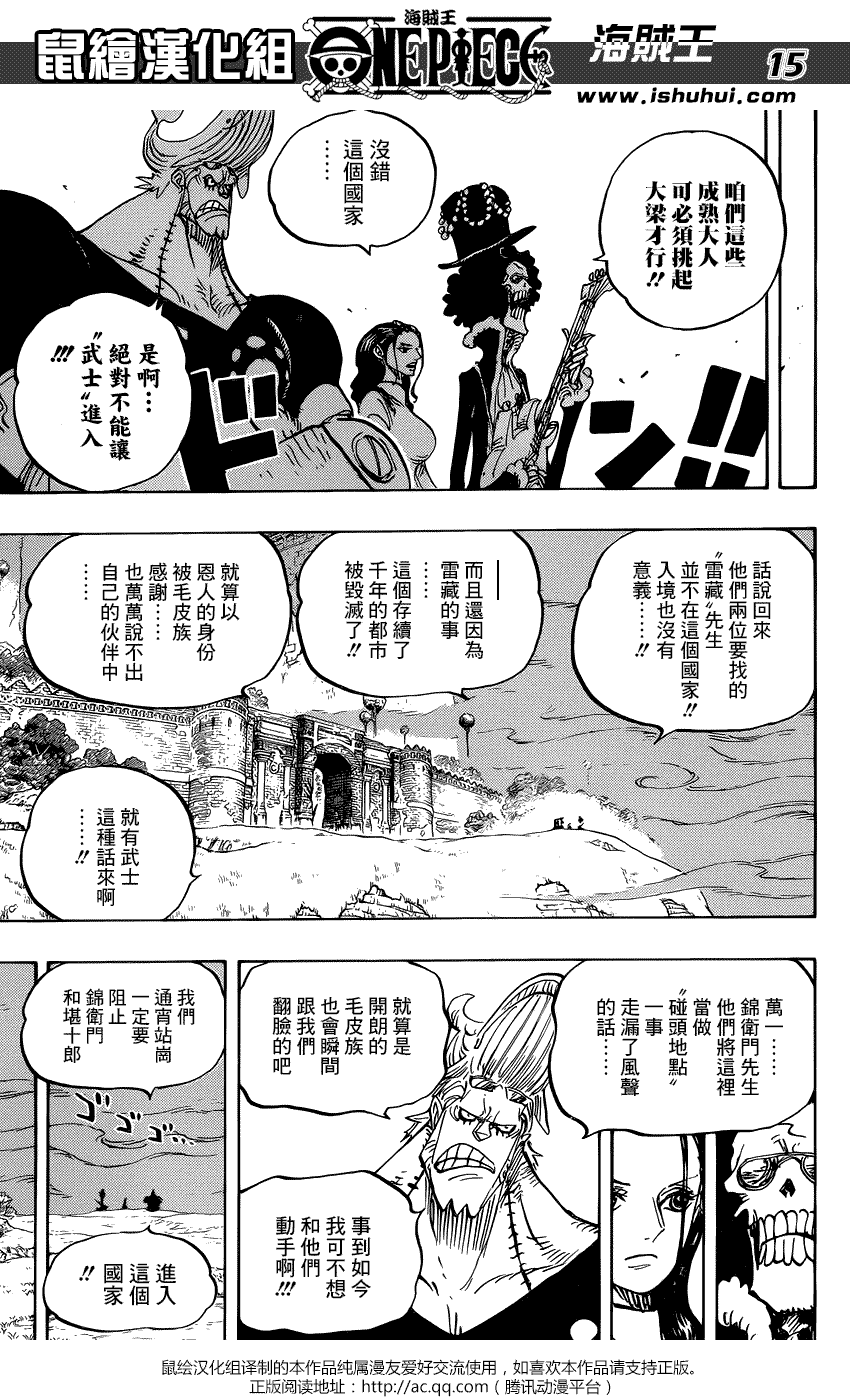 鼠繪漢化組
海賊王
ONE PIECE
海賊王
15
www.ishuhui.com
咱們這些
成熟大人
可必須挑起
大梁才行!!
沒錯
這個國家
……
是啊…
絕對不能讓
〝武士〞進入
!!!
ドン!!
話說回來
他們兩位要找的
〝雷藏〞先生
並不在這個國家!!
入境也沒有
意義……!!
而且還因為
雷藏的事
……
這個存續了
千年的都市
被毀滅了!!
就算以
恩人的身份
被毛皮族
感謝……
也萬萬說不出
自己的伙伴中
……
就有武士
這種話來啊
……!!
萬一……
錦衛門先生
他們將這裡
當做
〝碰頭地點〞
一事
走漏了風聲
的話……
就算是
開朗的
毛皮族
也會瞬間
跟我們
翻臉的吧
事到如今
我可不想
和他們
動手啊!!!
我們
通宵站崗
一定要
阻止
錦衛門
和堪十郎
ゴゴゴ…
進入
這個
國家
!!
鼠绘汉化组译制的本作品纯属漫友爱好交流使用，如喜欢本作品请支持正版。
正版阅读地址：http://ac.qq.com（腾讯动漫平台）